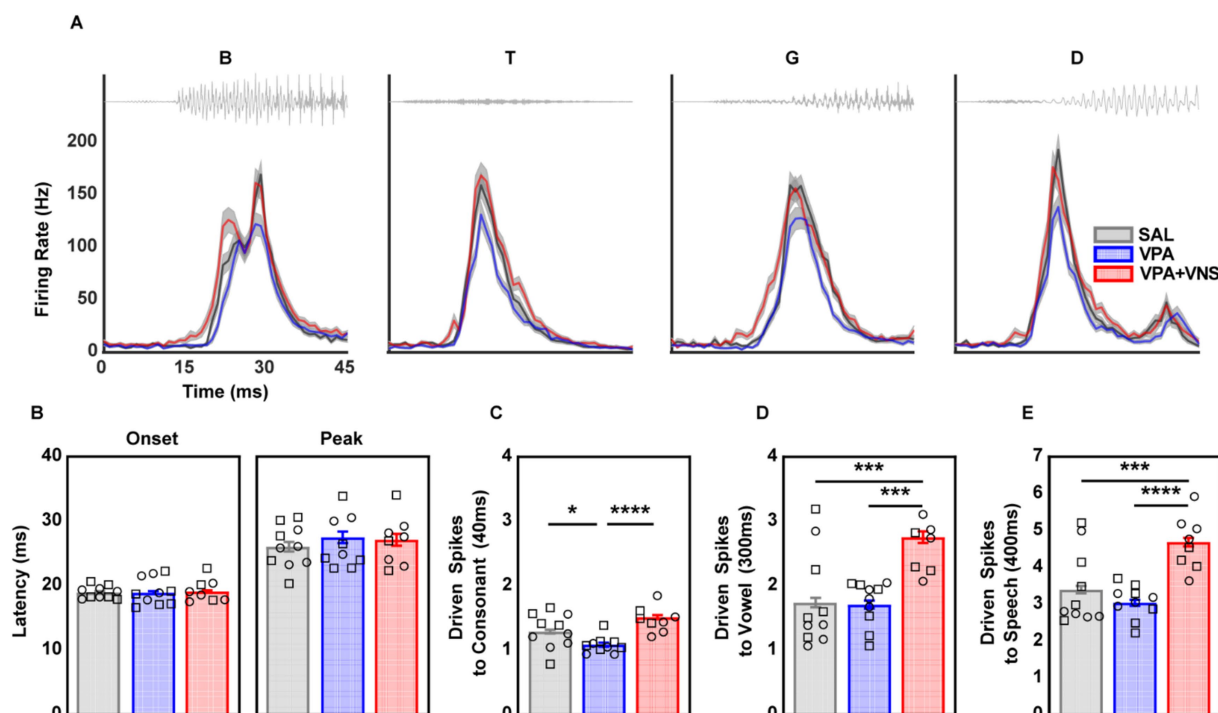 A
B T G D
200
150
100
50
0
Firing Rate (Hz)
SAL
VPA
VPA+VNS
0 15 30 45
Time (ms)
B
Onset Peak
40
30
20
10
0
Latency (ms)
C
4
3
2
1
0
Driven Spikes
to Consonant (40ms)
* ****
D
4
3
2
1
0
Driven Spikes
to Vowel (300ms)
***
***
E
7
6
5
4
3
2
1
0
Driven Spikes
to Speech (400ms)
***
****